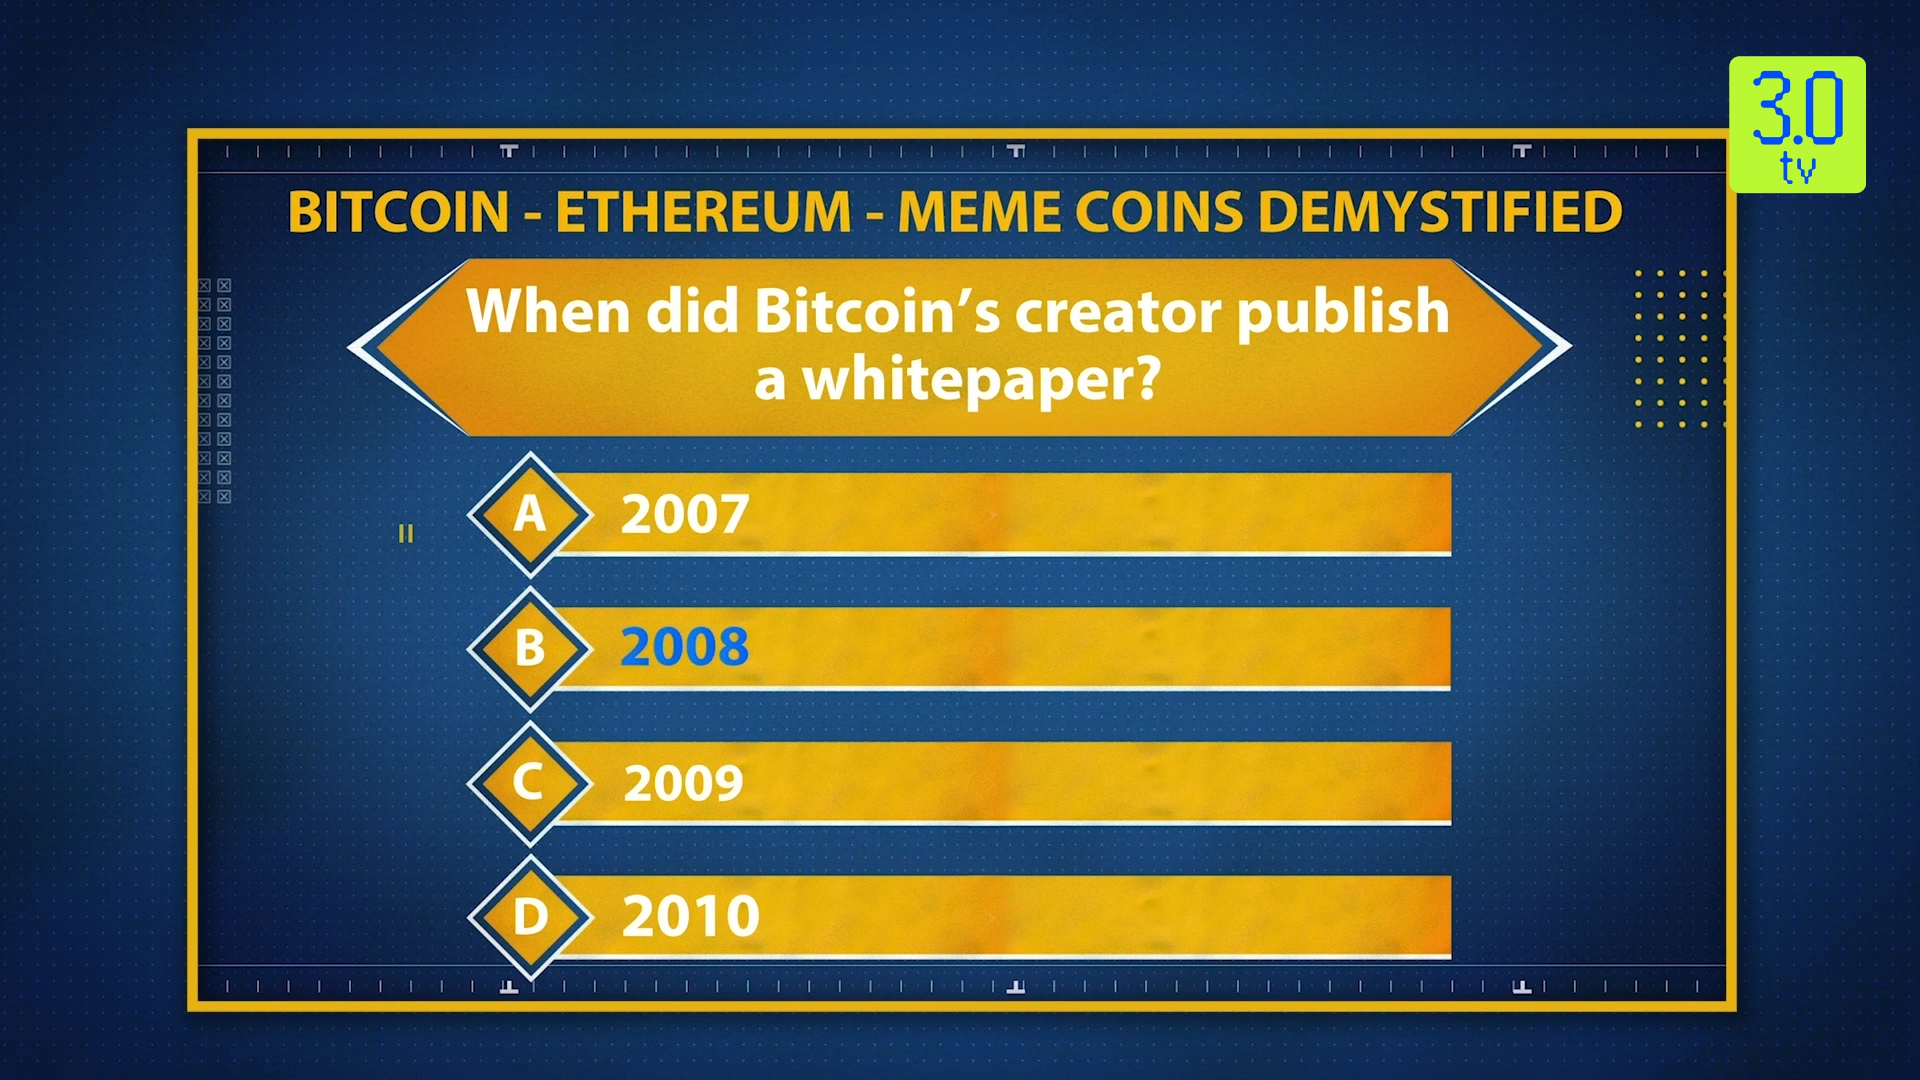 3.0
tv
BITCOIN - ETHEREUM - MEME COINS DEMYSTIFIED
When did Bitcoin’s creator publish
a whitepaper?
A 2007
B 2008
C 2009
D 2010